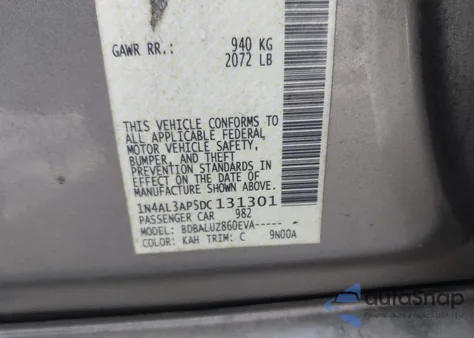 GAWR RR.: 940 KG
2072 LB
THIS VEHICLE CONFORMS TO
ALL APPLICABLE FEDERAL
MOTOR VEHICLE SAFETY,
BUMPER, AND THEFT
PREVENTION STANDARDS IN
EFFECT ON THE DATE OF
MANUFACTURE SHOWN ABOVE.
1N4AL3AP5DC131301
PASSENGER CAR 982
MODEL: BDBALUZ860EVA-----
COLOR: KAH TRIM: C 9N00A
autoSnap